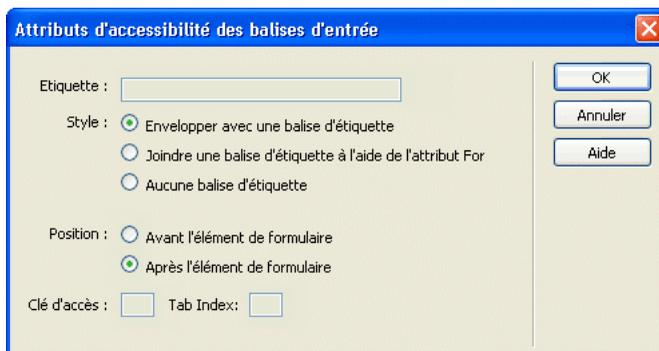 Attributs d'accessibilité des balises d'entrée
Etiquette :
OK
Style :
Envelopper avec une balise d'étiquette
Annuler
Joindre une balise d'étiquette à l'aide de l'attribut For
Aide
Aucune balise d'étiquette
Position :
Avant l'élément de formulaire
Après l'élément de formulaire
Clé d'accès :
Tab Index: